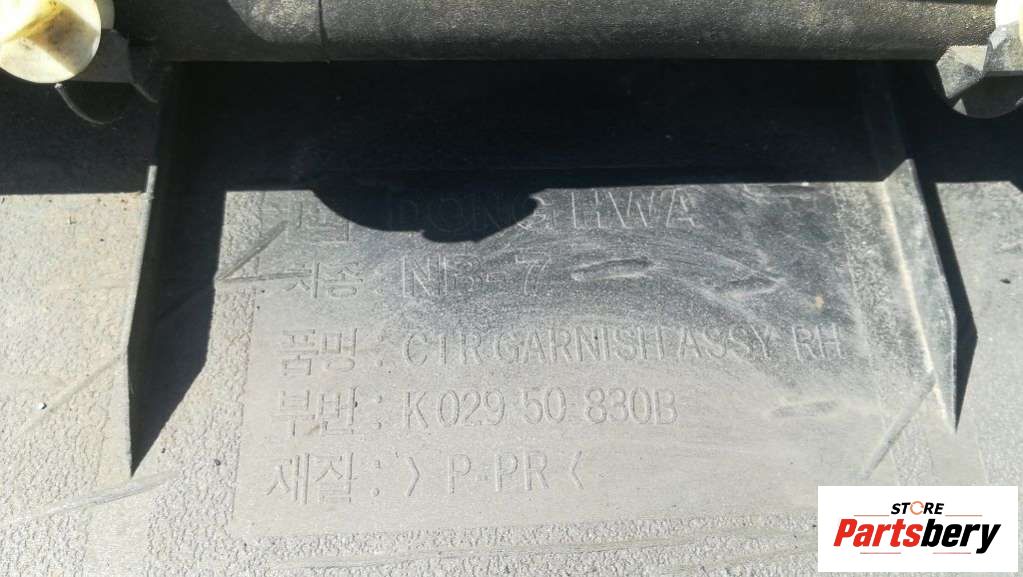 DONGHWA
차종 : NB-7
품명 : CTR GARNISH ASSY RH
부번 : K029 50 830B
재질 : > P-PR <
STORE
Partsbery